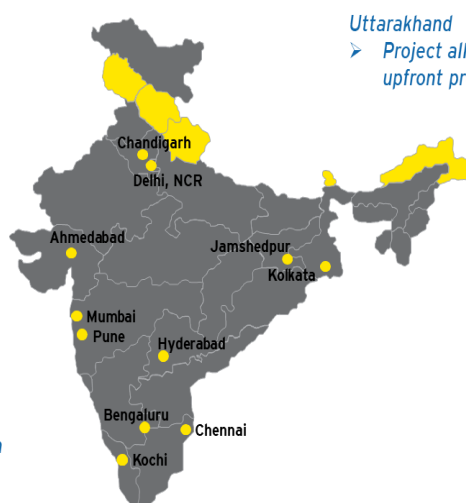 Uttarakhand
➢ Project all
upfront pr
Chandigarh
Delhi, NCR
Ahmedabad
Jamshedpur
Kolkata
Mumbai
Pune
Hyderabad
Bengaluru
Chennai
Kochi